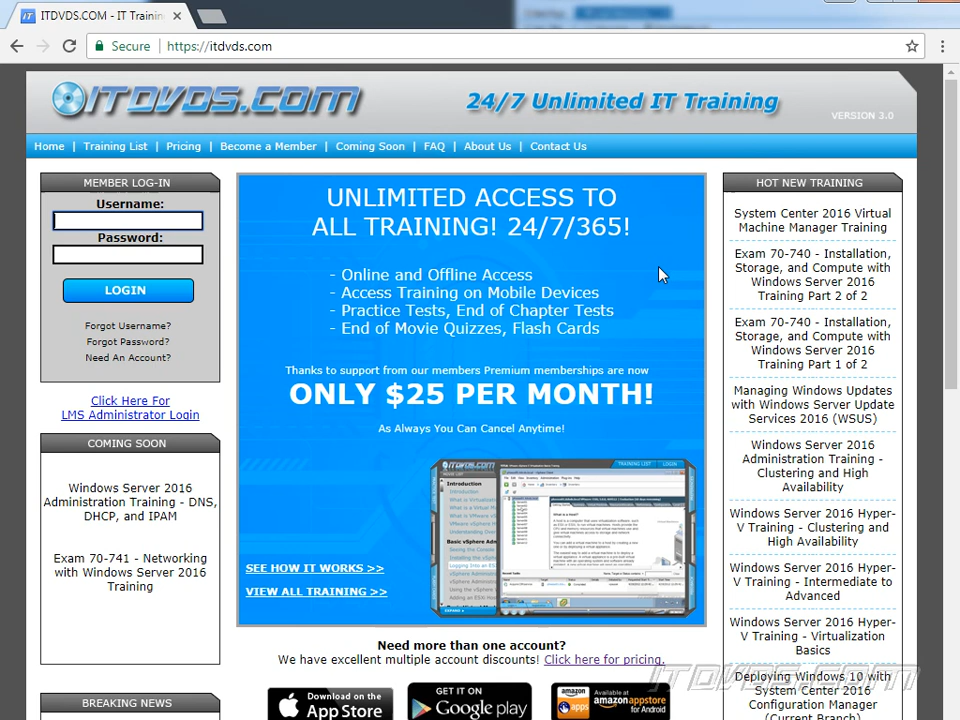 ITDVDS.COM - IT Trainin
Secure
https://itdvds.com
ITDVDS.COM
24/7 Unlimited IT Training
VERSION 3.0
Home | Training List | Pricing | Become a Member | Coming Soon | FAQ | About Us | Contact Us
MEMBER LOG-IN
Username:
Password:
LOGIN
Forgot Username?
Forgot Password?
Need An Account?
Click Here For
LMS Administrator Login
COMING SOON
Windows Server 2016
Administration Training - DNS,
DHCP, and IPAM
Exam 70-741 - Networking
with Windows Server 2016
Training
BREAKING NEWS
UNLIMITED ACCESS TO
ALL TRAINING! 24/7/365!
- Online and Offline Access
- Access Training on Mobile Devices
- Practice Tests, End of Chapter Tests
- End of Movie Quizzes, Flash Cards
Thanks to support from our members Premium memberships are now
ONLY $25 PER MONTH!
As Always You Can Cancel Anytime!
ITDVDS.COM
TRAINING LIST
LOGIN
Introduction
Introduction
SEE HOW IT WORKS >>
VIEW ALL TRAINING >>
Need more than one account?
We have excellent multiple account discounts! Click here for pricing.
Download on the
App Store
GET IT ON
Google play
amazon
apps
Available at
amazonappstore
for Android
HOT NEW TRAINING
System Center 2016 Virtual
Machine Manager Training
Exam 70-740 - Installation,
Storage, and Compute with
Windows Server 2016
Training Part 2 of 2
Exam 70-740 - Installation,
Storage, and Compute with
Windows Server 2016
Training Part 1 of 2
Managing Windows Updates
with Windows Server Update
Services 2016 (WSUS)
Windows Server 2016
Administration Training -
Clustering and High
Availability
Windows Server 2016 Hyper-
V Training - Clustering and
High Availability
Windows Server 2016 Hyper-
V Training - Intermediate to
Advanced
Windows Server 2016 Hyper-
V Training - Virtualization
Basics
Deploying Windows 10 with
System Center 2016
Configuration Manager
(Current Branch)
ITDVDS.COM